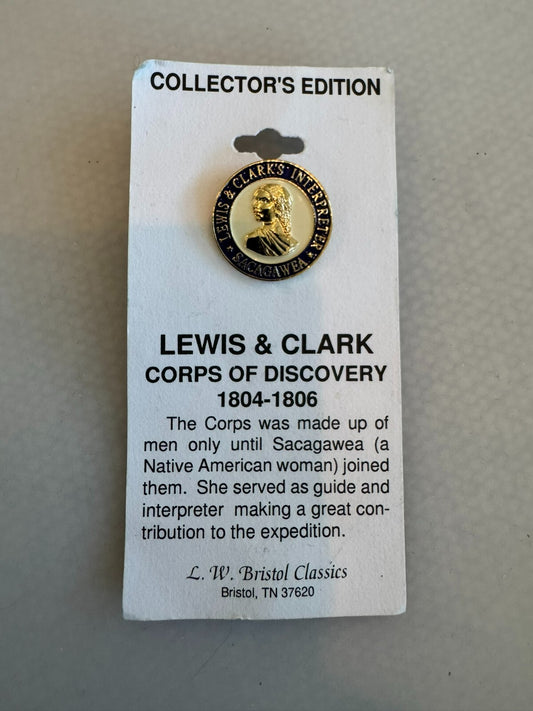 COLLECTOR'S EDITION
LEWIS & CLARK'S INTERPRETER
* SACAGAWEA *
LEWIS & CLARK
CORPS OF DISCOVERY
1804-1806
The Corps was made up of
men only until Sacagawea (a
Native American woman) joined
them. She served as guide and
interpreter making a great con-
tribution to the expedition.
L. W. Bristol Classics
Bristol, TN 37620